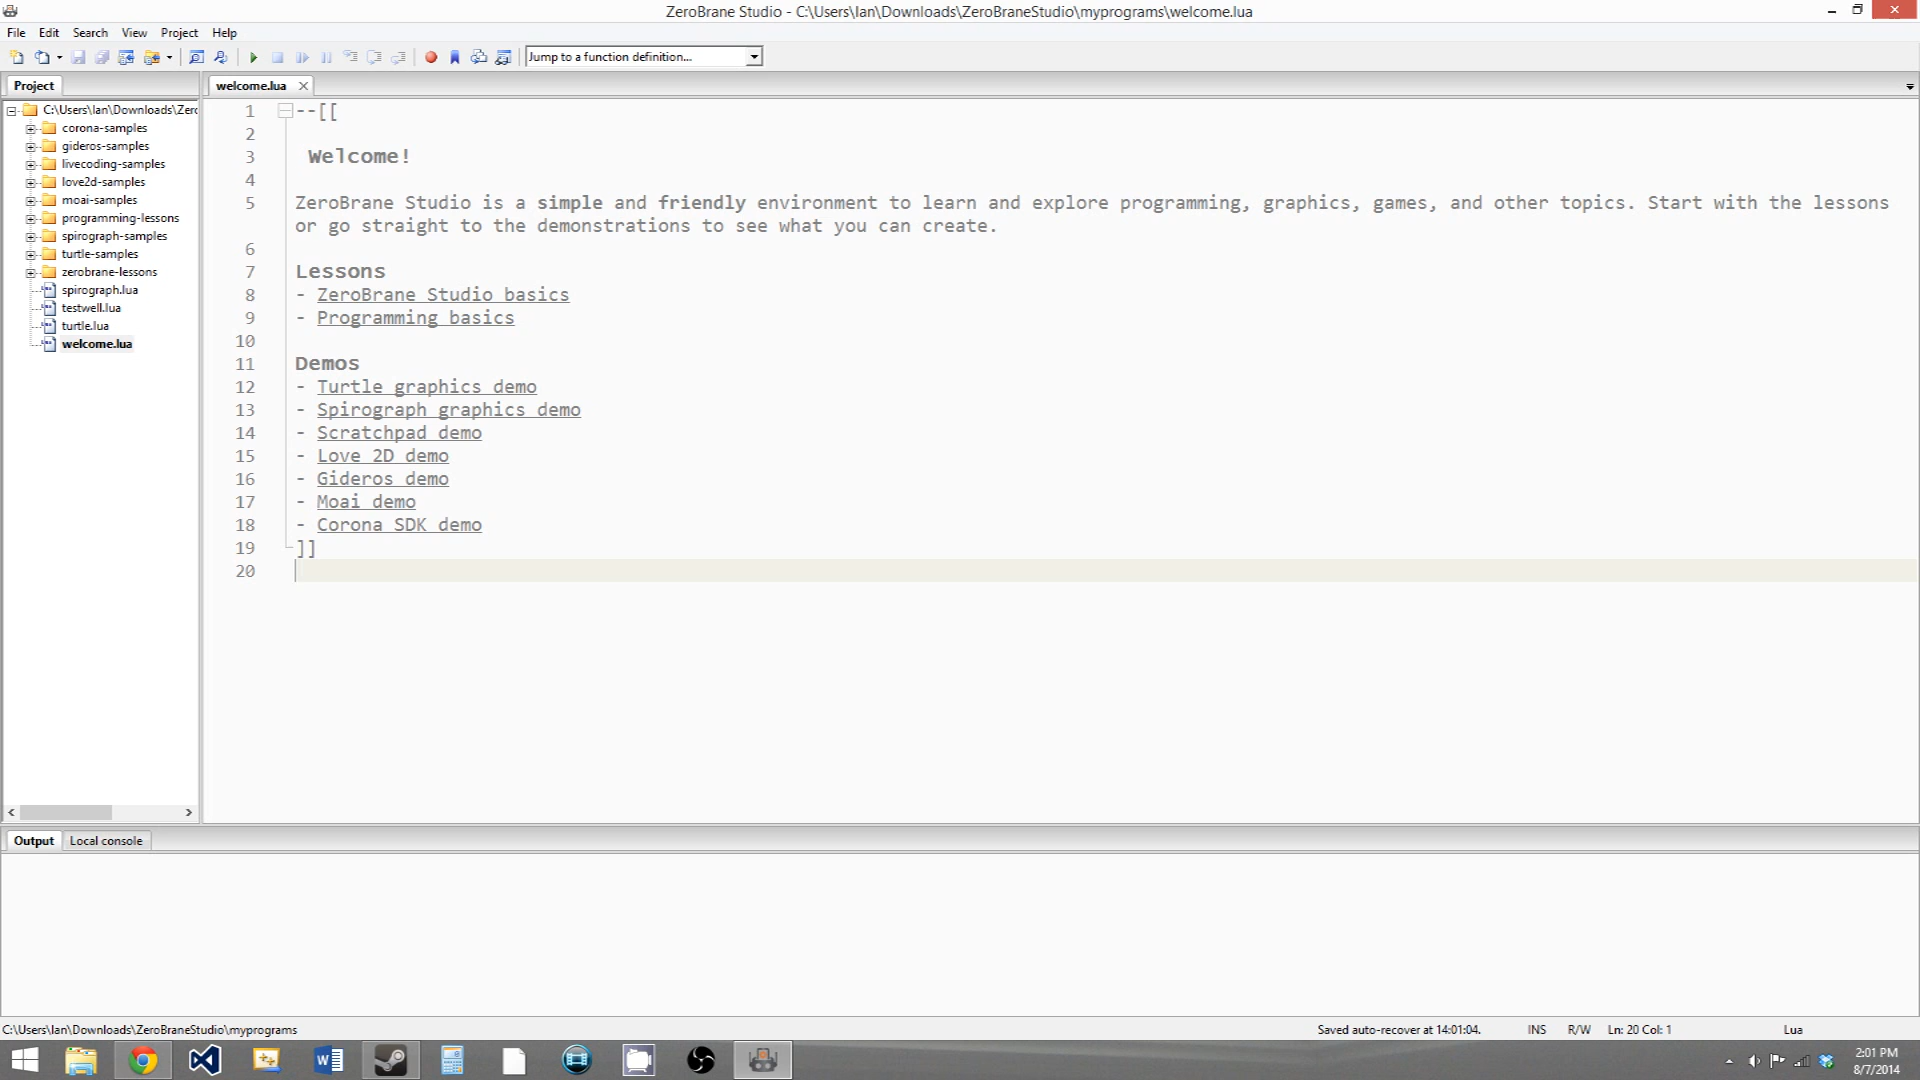 ZeroBrane Studio - C:\Users\Ian\Downloads\ZeroBraneStudio\myprograms\welcome.lua
File Edit Search View Project Help
Jump to a function definition...
Project
welcome.lua
C:\Users\Ian\Downloads\Zero
corona-samples
gideros-samples
livecoding-samples
love2d-samples
moai-samples
programming-lessons
spirograph-samples
turtle-samples
zerobrane-lessons
spirograph.lua
testwell.lua
turtle.lua
welcome.lua
1 --[[
2
3 Welcome!
4
5 ZeroBrane Studio is a simple and friendly environment to learn and explore programming, graphics, games, and other topics. Start with the lessons
or go straight to the demonstrations to see what you can create.
6
7 Lessons
8 - ZeroBrane Studio basics
9 - Programming basics
10
11 Demos
12 - Turtle graphics demo
13 - Spirograph graphics demo
14 - Scratchpad demo
15 - Love 2D demo
16 - Gideros demo
17 - Moai demo
18 - Corona SDK demo
19 ]]
20
Output Local console
C:\Users\Ian\Downloads\ZeroBraneStudio\myprograms
Saved auto-recover at 14:01:04. INS R/W Ln: 20 Col: 1 Lua
2:01 PM
8/7/2014